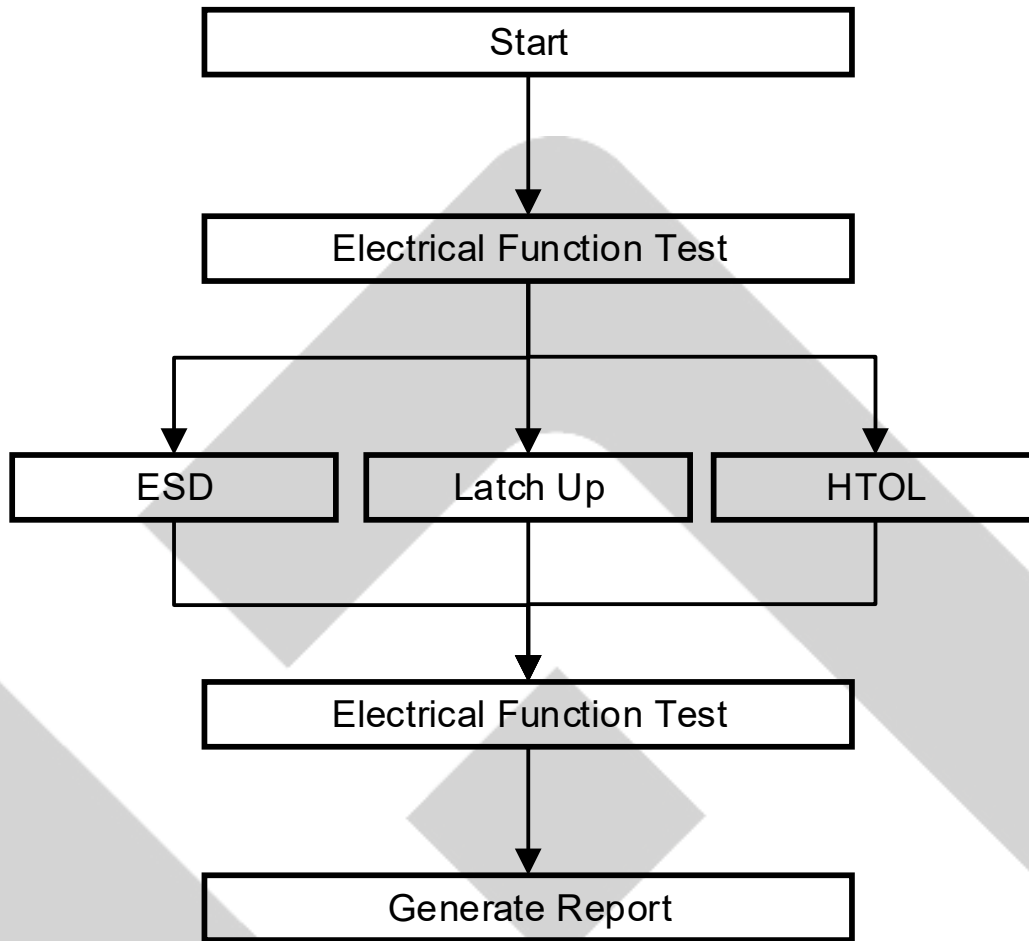 Start
Electrical Function Test
ESD
Latch Up
HTOL
Electrical Function Test
Generate Report